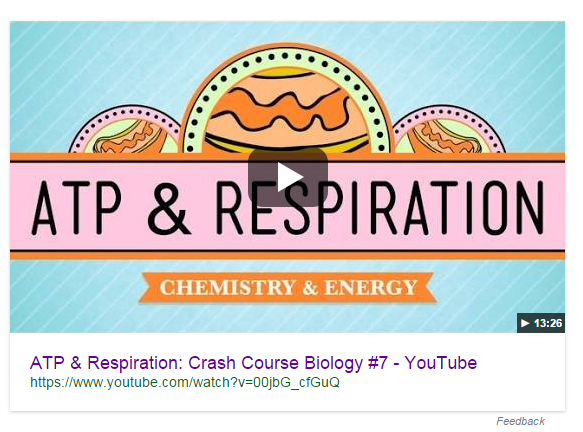 ATP & RESPIRATION
CHEMISTRY & ENERGY
13:26
ATP & Respiration: Crash Course Biology #7 - YouTube
https://www.youtube.com/watch?v=00jbG_cfGuQ
Feedback